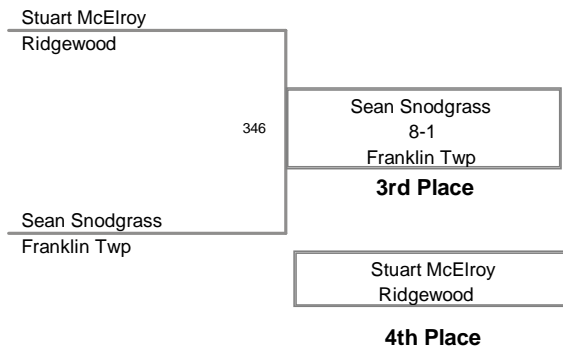 Stuart McElroy
Ridgewood
346
Sean Snodgrass
8-1
Franklin Twp
3rd Place
Sean Snodgrass
Franklin Twp
Stuart McElroy
Ridgewood
4th Place